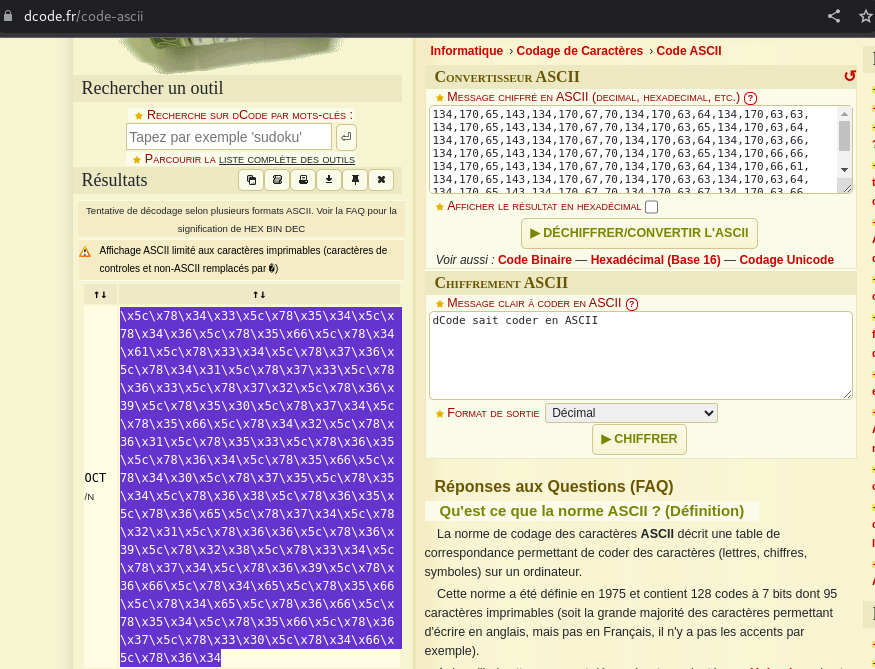 dcode.fr/code-ascii
Rechercher un outil
★ Recherche sur dCode par mots-clés :
Tapez par exemple 'sudoku'
★ Parcourir la liste complète des outils
Résultats
Tentative de décodage selon plusieurs formats ASCII. Voir la FAQ pour la
signification de HEX BIN DEC
Affichage ASCII limité aux caractères imprimables (caractères de
controles et non-ASCII remplacés par �)
↑↓ ↑↓
OCT
/N
\x5c\x78\x34\x33\x5c\x78\x35\x34\x5c\x
78\x34\x36\x5c\x78\x35\x66\x5c\x78\x34
\x61\x5c\x78\x33\x34\x5c\x78\x37\x36\x
5c\x78\x34\x31\x5c\x78\x37\x33\x5c\x78
\x36\x33\x5c\x78\x37\x32\x5c\x78\x36\x
39\x5c\x78\x35\x30\x5c\x78\x37\x34\x5c
\x78\x35\x66\x5c\x78\x34\x32\x5c\x78\x
36\x31\x5c\x78\x35\x33\x5c\x78\x36\x35
\x5c\x78\x36\x34\x5c\x78\x35\x66\x5c\x
78\x34\x30\x5c\x78\x37\x35\x5c\x78\x35
\x34\x5c\x78\x36\x38\x5c\x78\x36\x35\x
5c\x78\x36\x65\x5c\x78\x37\x34\x5c\x78
\x32\x31\x5c\x78\x36\x36\x5c\x78\x36\x
39\x5c\x78\x32\x38\x5c\x78\x33\x34\x5c
\x78\x37\x34\x5c\x78\x36\x39\x5c\x78\x
36\x66\x5c\x78\x34\x65\x5c\x78\x35\x66
\x5c\x78\x34\x65\x5c\x78\x36\x66\x5c\x
78\x35\x34\x5c\x78\x35\x66\x5c\x78\x36
\x37\x5c\x78\x33\x30\x5c\x78\x34\x66\x
5c\x78\x36\x34
Informatique › Codage de Caractères › Code ASCII
Convertisseur ASCII
★ Message chiffré en ASCII (decimal, hexadecimal, etc.) ?
134,170,65,143,134,170,67,70,134,170,63,64,134,170,63,63,
134,170,65,143,134,170,67,70,134,170,63,65,134,170,63,64,
134,170,65,143,134,170,67,70,134,170,63,64,134,170,63,66,
134,170,65,143,134,170,67,70,134,170,63,65,134,170,66,66,
134,170,65,143,134,170,67,70,134,170,63,64,134,170,66,61,
134,170,65,143,134,170,67,70,134,170,63,63,134,170,63,64,
134,170,65,143,134,170,67,70,134,170,63,67,134,170,63,66,
★ Afficher le résultat en hexadécimal
▶ DÉCHIFFRER/CONVERTIR L'ASCII
Voir aussi : Code Binaire — Hexadécimal (Base 16) — Codage Unicode
Chiffrement ASCII
★ Message clair à coder en ASCII ?
dCode sait coder en ASCII
★ Format de sortie Décimal
▶ CHIFFRER
Réponses aux Questions (FAQ)
Qu'est ce que la norme ASCII ? (Définition)
La norme de codage des caractères ASCII décrit une table de
correspondance permettant de coder des caractères (lettres, chiffres,
symboles) sur un ordinateur.
Cette norme a été définie en 1975 et contient 128 codes à 7 bits dont 95
caractères imprimables (soit la grande majorité des caractères permettant
d'écrire en anglais, mais pas en Français, il n'y a pas les accents par
exemple).